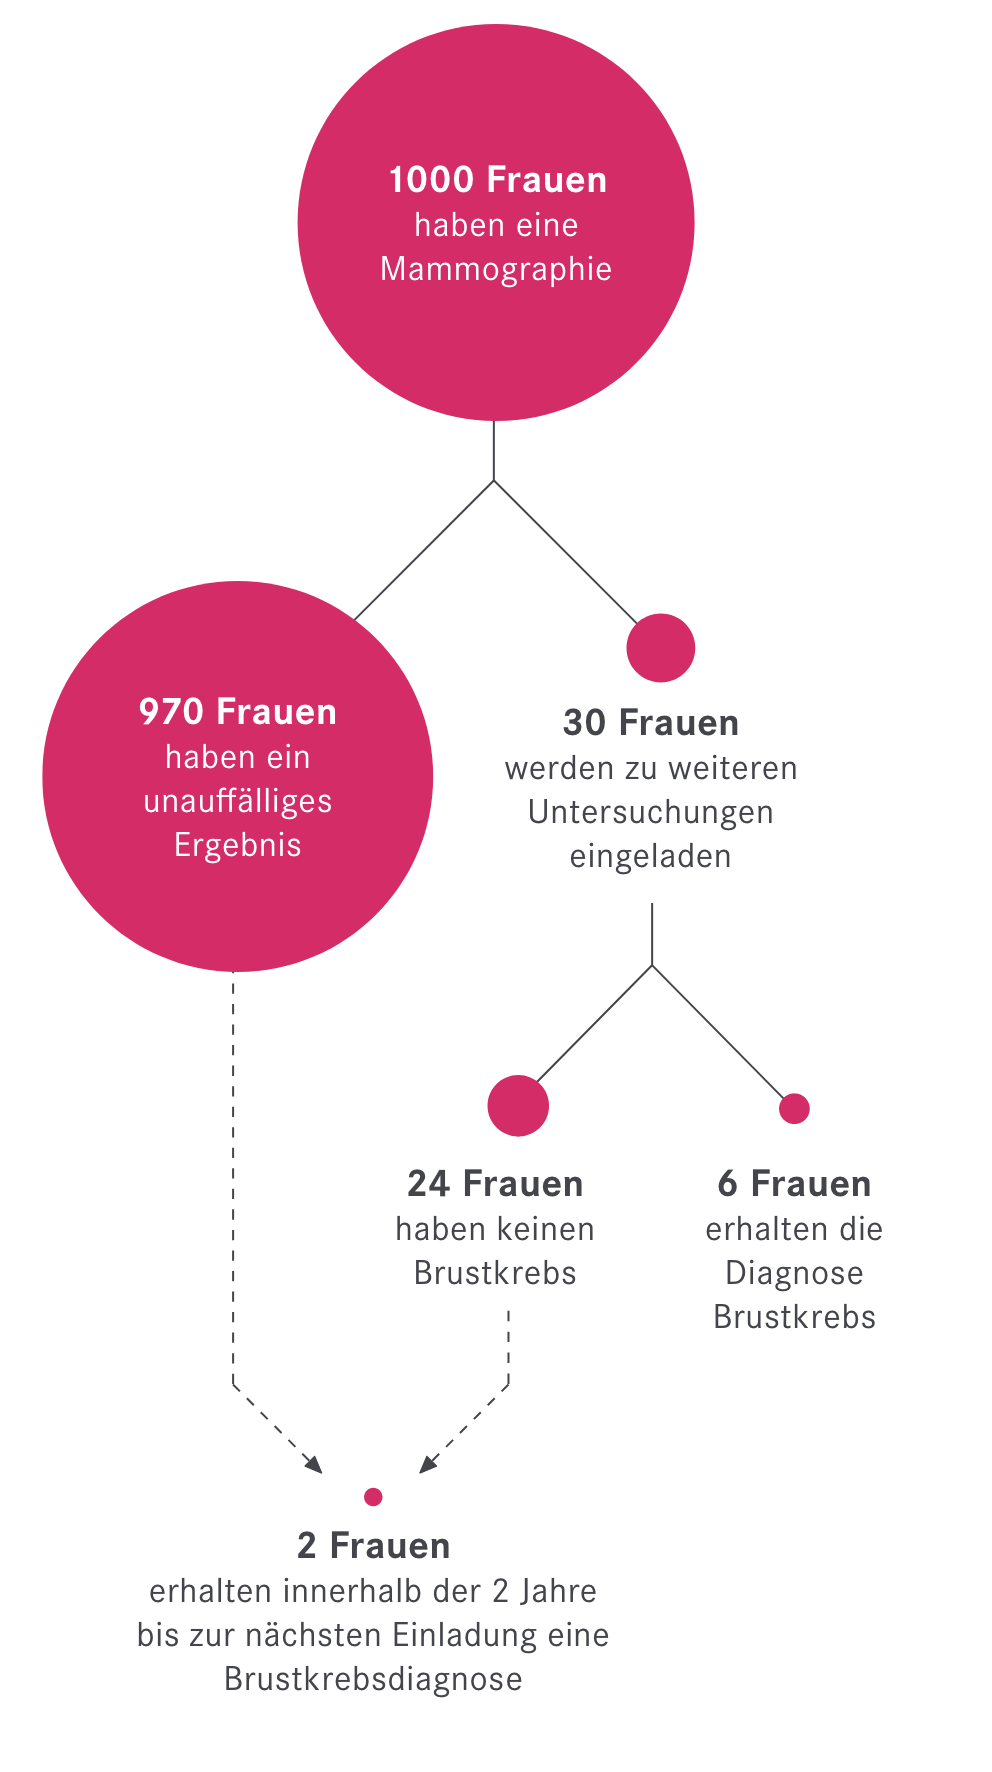 1000 Frauen
haben eine
Mammographie
970 Frauen
haben ein
unauffälliges
Ergebnis
30 Frauen
werden zu weiteren
Untersuchungen
eingeladen
24 Frauen
haben keinen
Brustkrebs
6 Frauen
erhalten die
Diagnose
Brustkrebs
2 Frauen
erhalten innerhalb der 2 Jahre
bis zur nächsten Einladung eine
Brustkrebsdiagnose